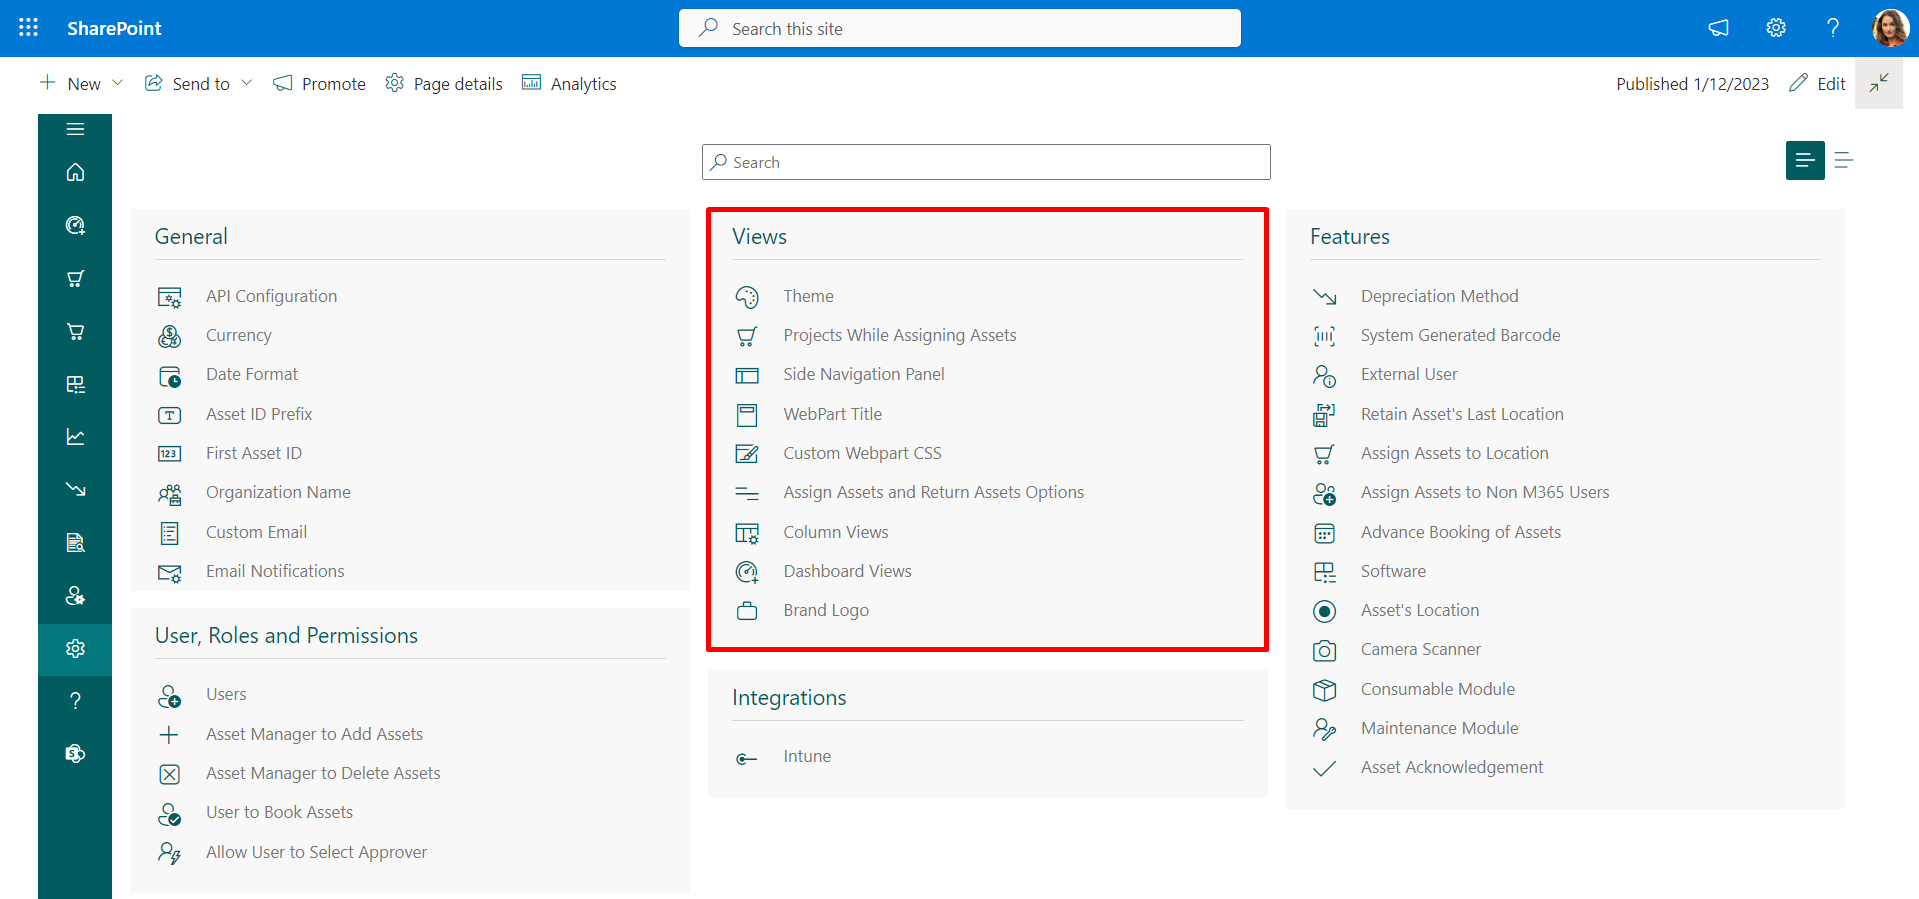 SharePoint
Search this site
New
Send to
Promote
Page details
Analytics
Published 1/12/2023
Edit
Search
General
API Configuration
Currency
Date Format
Asset ID Prefix
First Asset ID
Organization Name
Custom Email
Email Notifications
User, Roles and Permissions
Users
Asset Manager to Add Assets
Asset Manager to Delete Assets
User to Book Assets
Allow User to Select Approver
Views
Theme
Projects While Assigning Assets
Side Navigation Panel
WebPart Title
Custom Webpart CSS
Assign Assets and Return Assets Options
Column Views
Dashboard Views
Brand Logo
Integrations
Intune
Features
Depreciation Method
System Generated Barcode
External User
Retain Asset's Last Location
Assign Assets to Location
Assign Assets to Non M365 Users
Advance Booking of Assets
Software
Asset's Location
Camera Scanner
Consumable Module
Maintenance Module
Asset Acknowledgement